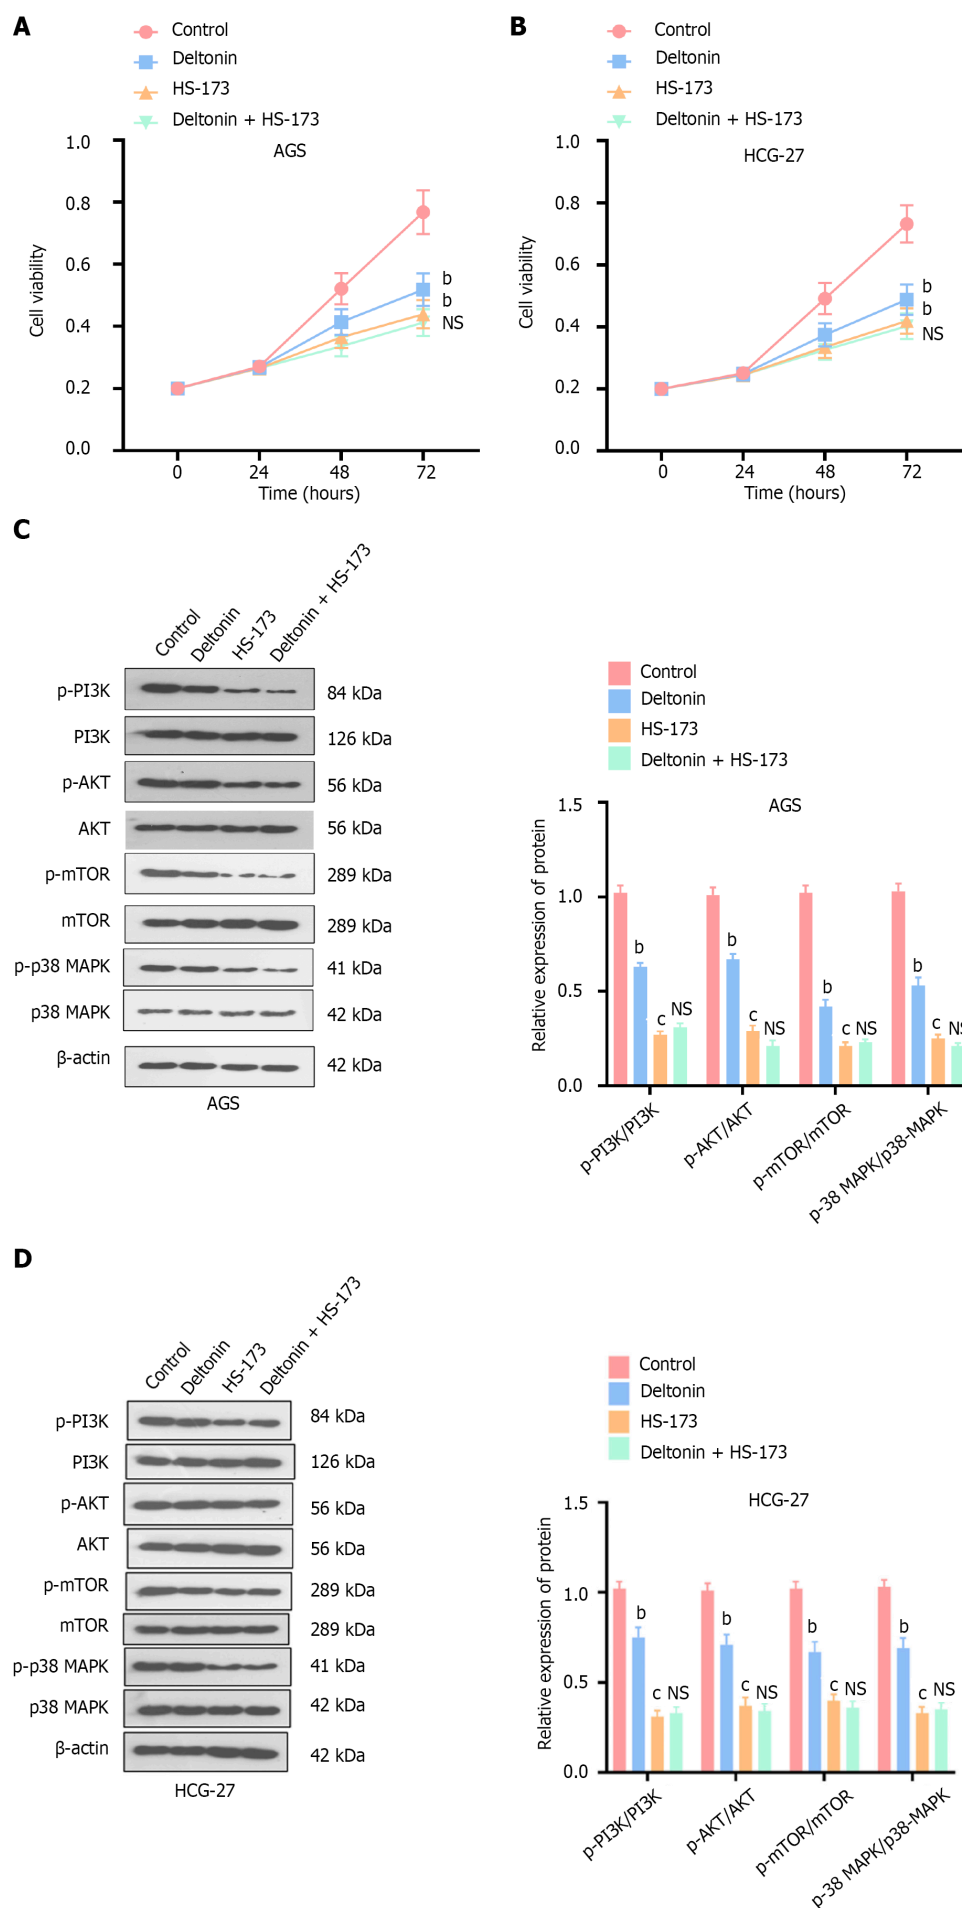 A
Control
Deltonin
HS-173
Deltonin + HS-173
AGS
Cell viability
1.0
0.8
0.6
0.4
0.2
0.0
b
b
NS
0 24 48 72
Time (hours)
B
Control
Deltonin
HS-173
Deltonin + HS-173
HCG-27
Cell viability
1.0
0.8
0.6
0.4
0.2
0.0
b
b
NS
0 24 48 72
Time (hours)
C
Control Deltonin HS-173 Deltonin + HS-173
p-PI3K 84 kDa
PI3K 126 kDa
p-AKT 56 kDa
AKT 56 kDa
p-mTOR 289 kDa
mTOR 289 kDa
p-p38 MAPK 41 kDa
p38 MAPK 42 kDa
β-actin 42 kDa
AGS
Control
Deltonin
HS-173
Deltonin + HS-173
AGS
Relative expression of protein
1.5
1.0
0.5
0.0
b c NS
b c NS
b c NS
b c NS
p-PI3K/PI3K
p-AKT/AKT
p-mTOR/mTOR
p-38 MAPK/p38-MAPK
D
Control Deltonin HS-173 Deltonin + HS-173
p-PI3K 84 kDa
PI3K 126 kDa
p-AKT 56 kDa
AKT 56 kDa
p-mTOR 289 kDa
mTOR 289 kDa
p-p38 MAPK 41 kDa
p38 MAPK 42 kDa
β-actin 42 kDa
HCG-27
Control
Deltonin
HS-173
Deltonin + HS-173
HCG-27
Relative expression of protein
1.5
1.0
0.5
0.0
b c NS
b c NS
b c NS
b c NS
p-PI3K/PI3K
p-AKT/AKT
p-mTOR/mTOR
p-38 MAPK/p38-MAPK